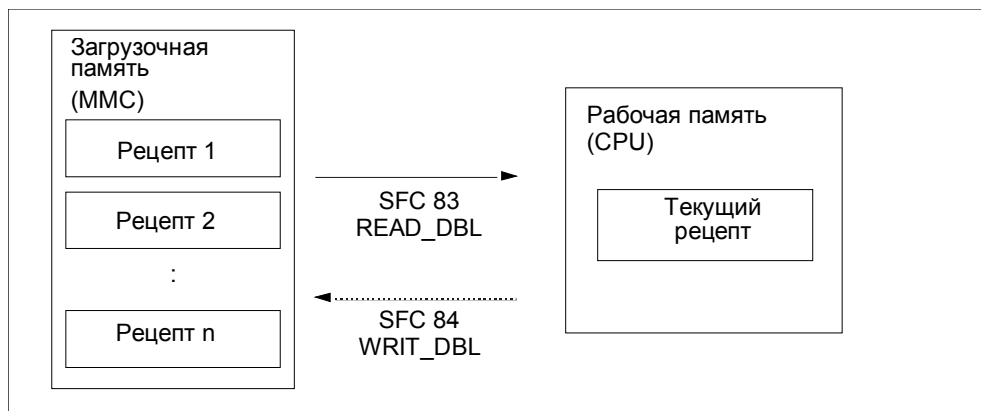 Загрузочная
память
(MMC)
Рецепт 1
Рецепт 2
:
Рецепт n
SFC 83
READ_DBL
SFC 84
WRIT_DBL
Рабочая память
(CPU)
Текущий
рецепт